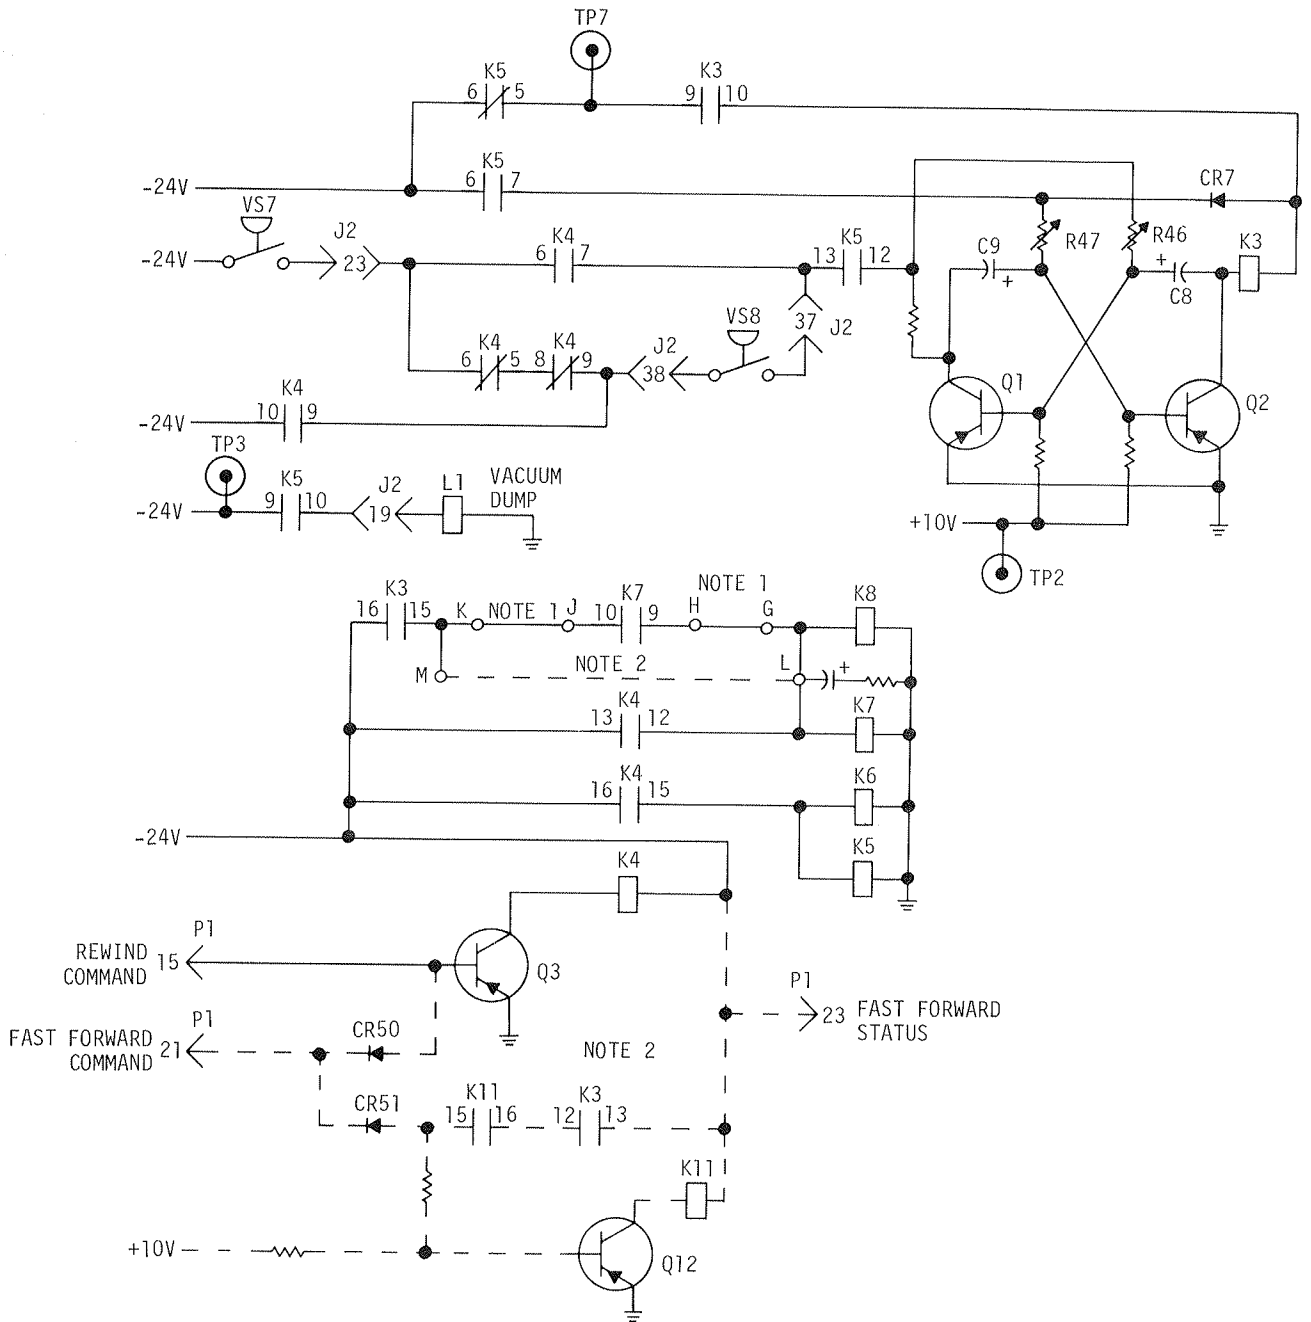 TP7
K5
6 5
K3
9 10
-24V
K5
6 7
CR7
VS7
-24V
J2
23
K4
6 7
K5
13 12
C9
+
R47
R46
+
C8
K3
K4
6 5
K4
8 9
J2
38
VS8
37
J2
K4
10 9
-24V
Q1
Q2
TP3
K5
9 10
-24V
J2
19
L1
VACUUM
DUMP
+10V
TP2
K3
16 15
K
NOTE 1
J
K7
10 9
H
NOTE 1
G
K8
M
NOTE 2
L
+
K4
13 12
K7
K4
16 15
K6
-24V
K5
K4
P1
REWIND
COMMAND
15
Q3
P1
FAST FORWARD
COMMAND
21
CR50
P1
23
FAST FORWARD
STATUS
NOTE 2
CR51
K11
15 16
K3
12 13
K11
+10V
Q12